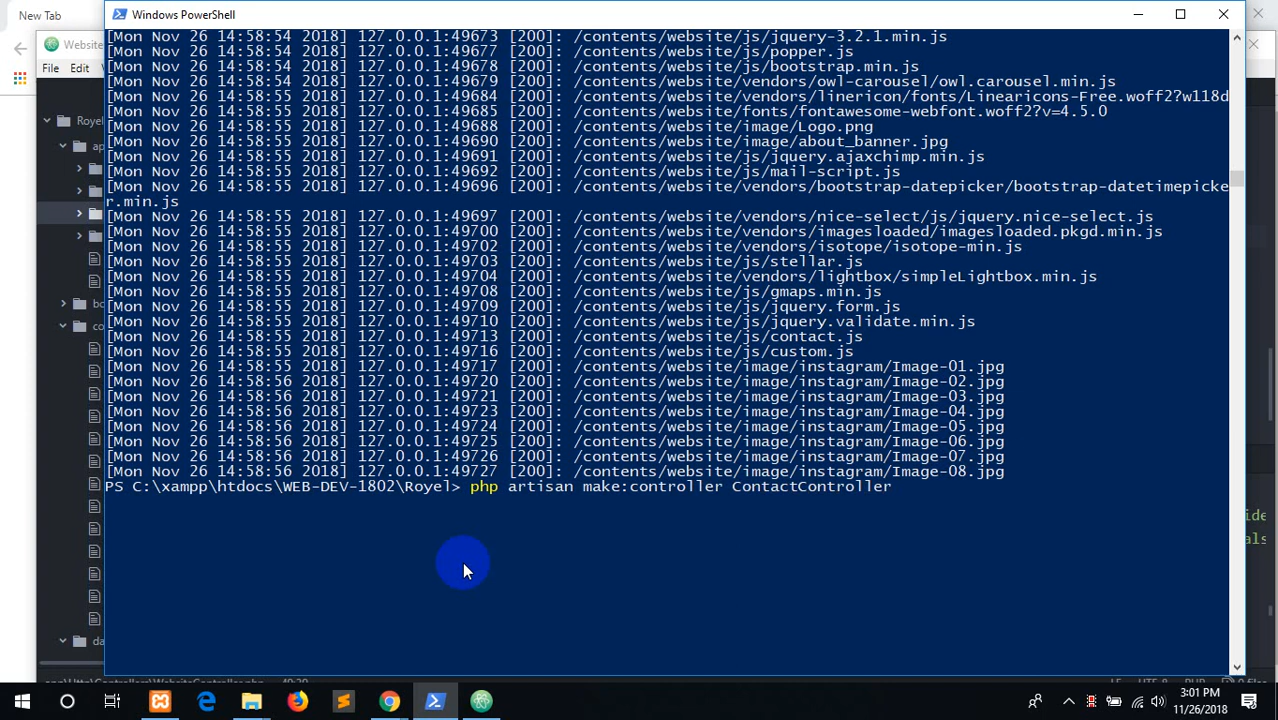 New Tab
Windows PowerShell
Website
File Edit
Royel
ap
bo
co
da
[Mon Nov 26 14:58:54 2018] 127.0.0.1:49673 [200]: /contents/website/js/jquery-3.2.1.min.js
[Mon Nov 26 14:58:54 2018] 127.0.0.1:49677 [200]: /contents/website/js/popper.js
[Mon Nov 26 14:58:54 2018] 127.0.0.1:49678 [200]: /contents/website/js/bootstrap.min.js
[Mon Nov 26 14:58:54 2018] 127.0.0.1:49679 [200]: /contents/website/vendors/owl-carousel/owl.carousel.min.js
[Mon Nov 26 14:58:55 2018] 127.0.0.1:49684 [200]: /contents/website/vendors/linericon/fonts/Linearicons-Free.woff2?w118d
[Mon Nov 26 14:58:55 2018] 127.0.0.1:49685 [200]: /contents/website/fonts/fontawesome-webfont.woff2?v=4.5.0
[Mon Nov 26 14:58:55 2018] 127.0.0.1:49688 [200]: /contents/website/image/Logo.png
[Mon Nov 26 14:58:55 2018] 127.0.0.1:49690 [200]: /contents/website/image/about_banner.jpg
[Mon Nov 26 14:58:55 2018] 127.0.0.1:49691 [200]: /contents/website/js/jquery.ajaxchimp.min.js
[Mon Nov 26 14:58:55 2018] 127.0.0.1:49692 [200]: /contents/website/js/mail-script.js
[Mon Nov 26 14:58:55 2018] 127.0.0.1:49696 [200]: /contents/website/vendors/bootstrap-datepicker/bootstrap-datetimepicke
r.min.js
[Mon Nov 26 14:58:55 2018] 127.0.0.1:49697 [200]: /contents/website/vendors/nice-select/js/jquery.nice-select.js
[Mon Nov 26 14:58:55 2018] 127.0.0.1:49700 [200]: /contents/website/vendors/imagesloaded/imagesloaded.pkgd.min.js
[Mon Nov 26 14:58:55 2018] 127.0.0.1:49702 [200]: /contents/website/vendors/isotope/isotope-min.js
[Mon Nov 26 14:58:55 2018] 127.0.0.1:49703 [200]: /contents/website/js/stellar.js
[Mon Nov 26 14:58:55 2018] 127.0.0.1:49704 [200]: /contents/website/vendors/lightbox/simpleLightbox.min.js
[Mon Nov 26 14:58:55 2018] 127.0.0.1:49708 [200]: /contents/website/js/gmaps.min.js
[Mon Nov 26 14:58:55 2018] 127.0.0.1:49709 [200]: /contents/website/js/jquery.form.js
[Mon Nov 26 14:58:55 2018] 127.0.0.1:49710 [200]: /contents/website/js/jquery.validate.min.js
[Mon Nov 26 14:58:55 2018] 127.0.0.1:49713 [200]: /contents/website/js/contact.js
[Mon Nov 26 14:58:55 2018] 127.0.0.1:49716 [200]: /contents/website/js/custom.js
[Mon Nov 26 14:58:55 2018] 127.0.0.1:49717 [200]: /contents/website/image/instagram/Image-01.jpg
[Mon Nov 26 14:58:56 2018] 127.0.0.1:49720 [200]: /contents/website/image/instagram/Image-02.jpg
[Mon Nov 26 14:58:56 2018] 127.0.0.1:49721 [200]: /contents/website/image/instagram/Image-03.jpg
[Mon Nov 26 14:58:56 2018] 127.0.0.1:49723 [200]: /contents/website/image/instagram/Image-04.jpg
[Mon Nov 26 14:58:56 2018] 127.0.0.1:49724 [200]: /contents/website/image/instagram/Image-05.jpg
[Mon Nov 26 14:58:56 2018] 127.0.0.1:49725 [200]: /contents/website/image/instagram/Image-06.jpg
[Mon Nov 26 14:58:56 2018] 127.0.0.1:49726 [200]: /contents/website/image/instagram/Image-07.jpg
[Mon Nov 26 14:58:56 2018] 127.0.0.1:49727 [200]: /contents/website/image/instagram/Image-08.jpg
PS C:\xampp\htdocs\WEB-DEV-1802\Royel> php artisan make:controller ContactController
ide
als
3:01 PM
11/26/2018